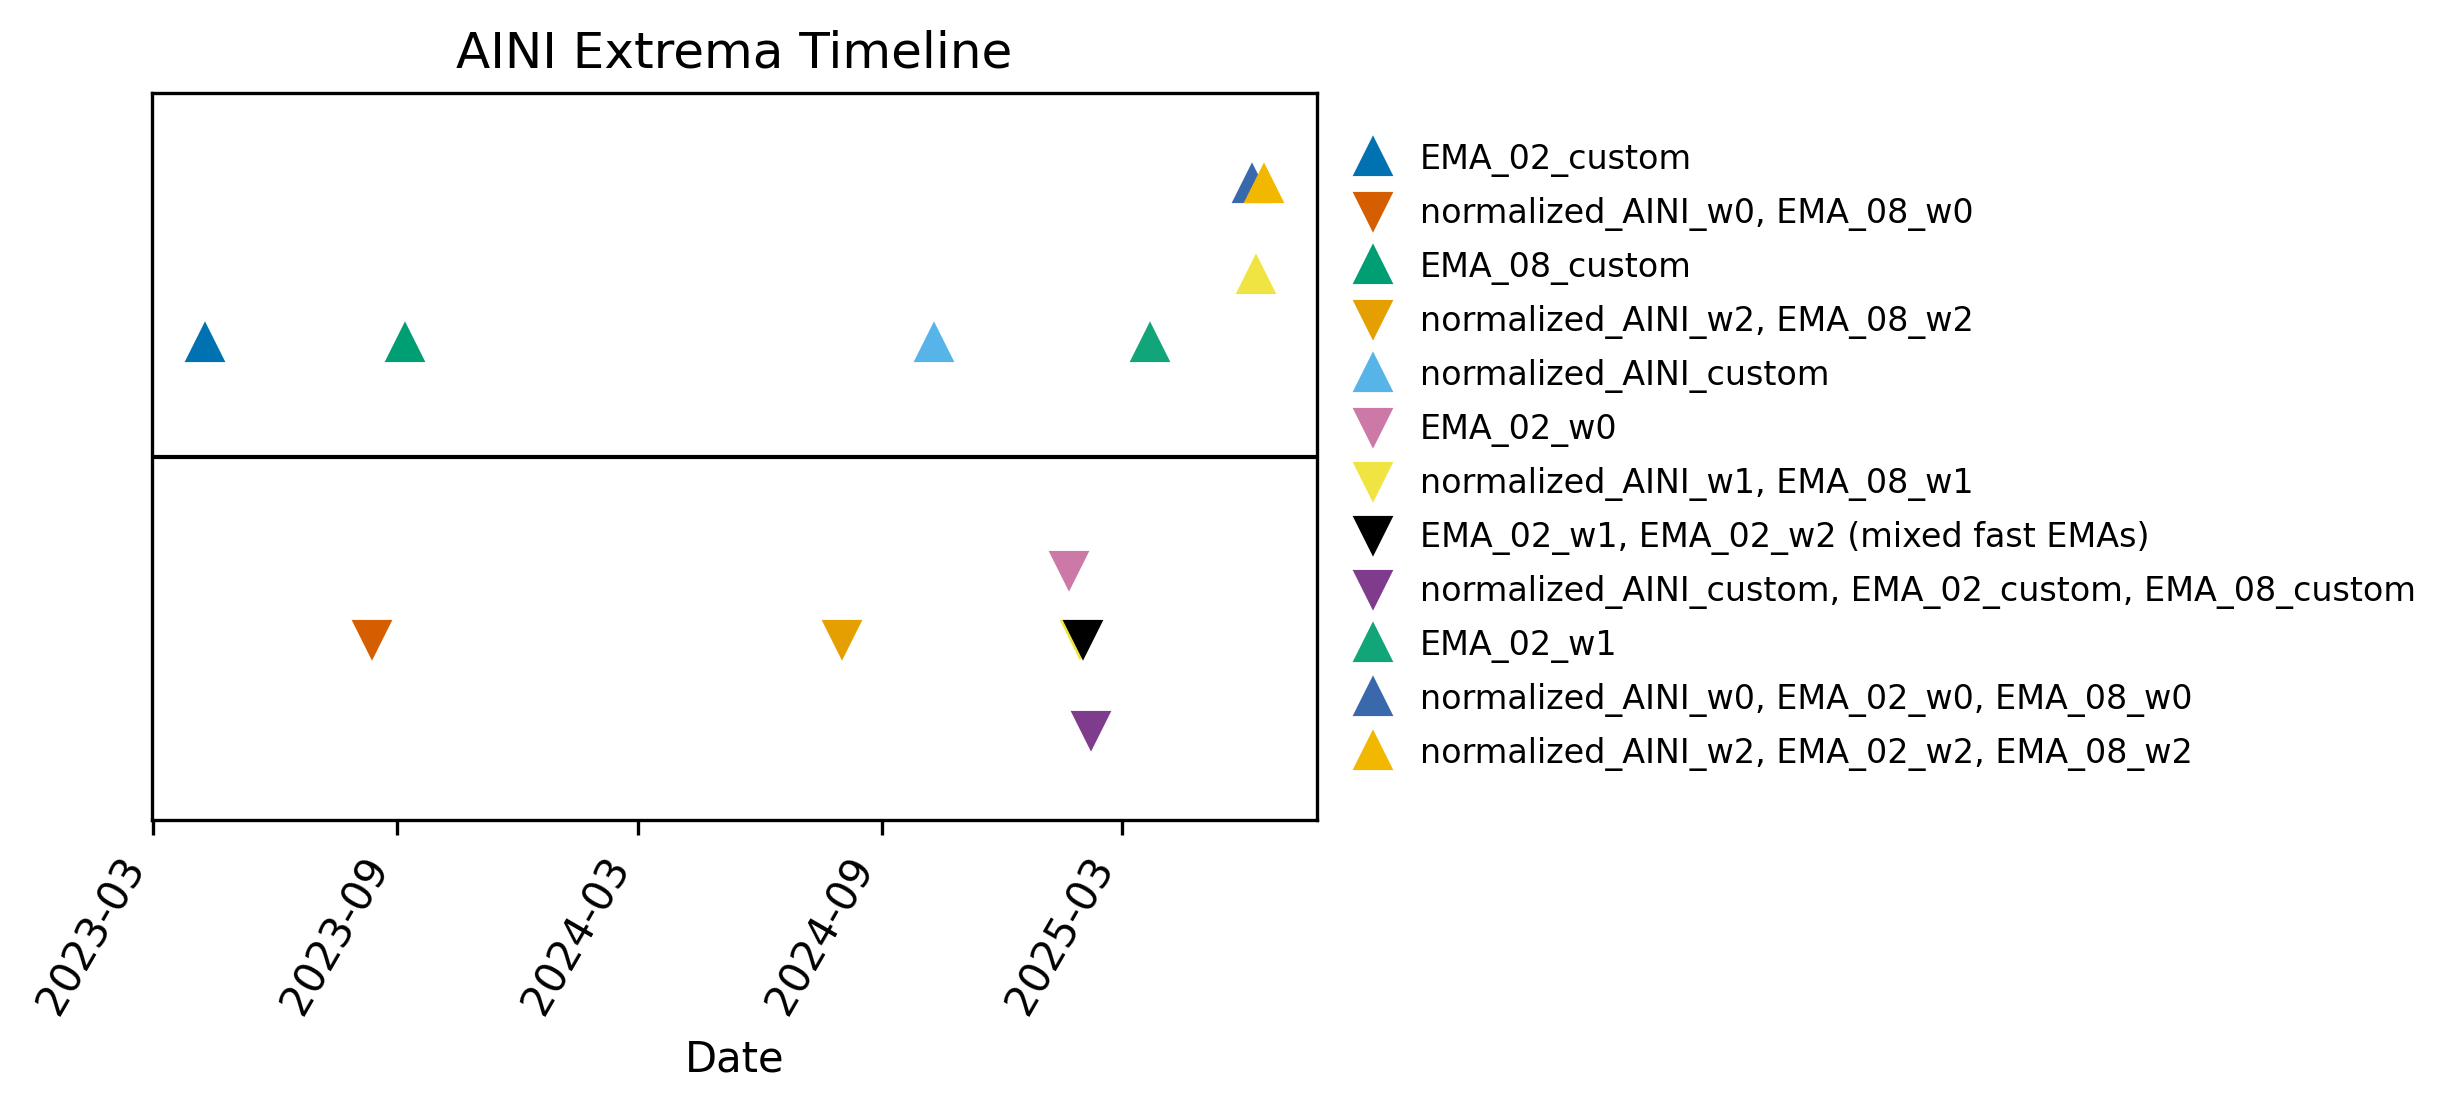 AINI Extrema Timeline
EMA_02_custom
normalized_AINI_w0, EMA_08_w0
EMA_08_custom
normalized_AINI_w2, EMA_08_w2
normalized_AINI_custom
EMA_02_w0
normalized_AINI_w1, EMA_08_w1
EMA_02_w1, EMA_02_w2 (mixed fast EMAs)
normalized_AINI_custom, EMA_02_custom, EMA_08_custom
EMA_02_w1
normalized_AINI_w0, EMA_02_w0, EMA_08_w0
normalized_AINI_w2, EMA_02_w2, EMA_08_w2
2023-03
2023-09
2024-03
2024-09
2025-03
Date